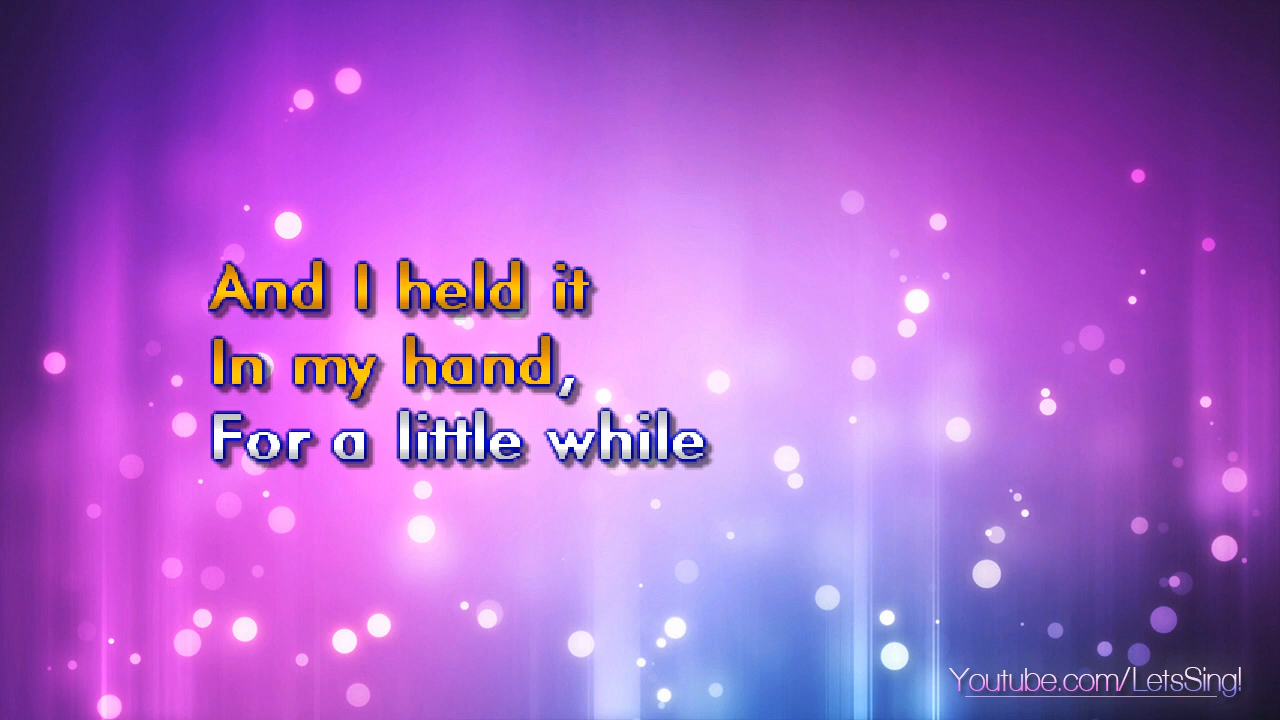 And I held it
In my hand,
For a little while
Youtube.com/LetsSing!